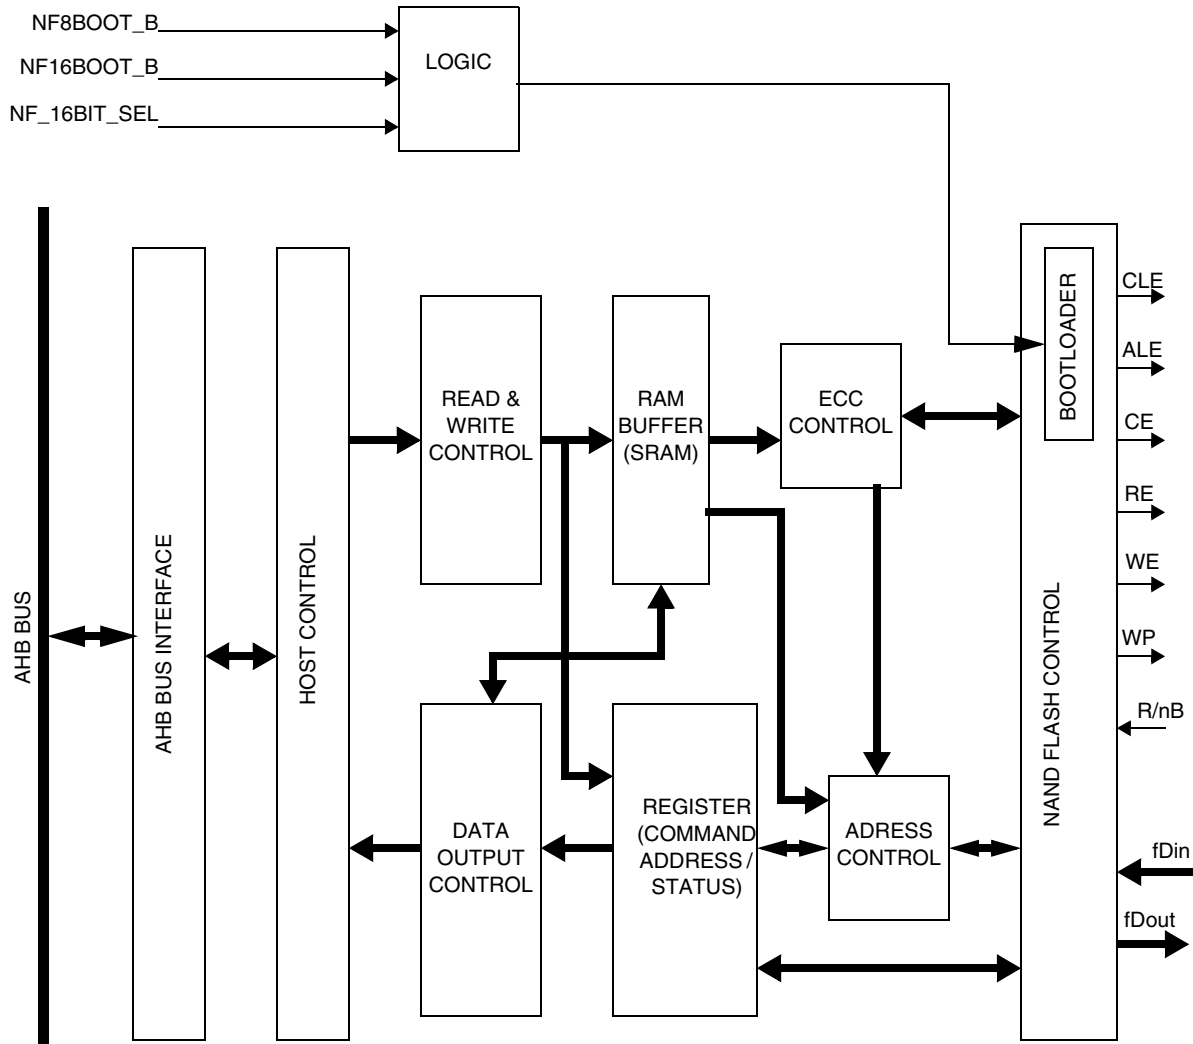 NF8BOOT_B
NF16BOOT_B
NF_16BIT_SEL
LOGIC
AHB BUS
AHB BUS INTERFACE
HOST CONTROL
READ &
WRITE
CONTROL
RAM
BUFFER
(SRAM)
ECC
CONTROL
BOOTLOADER
NAND FLASH CONTROL
DATA
OUTPUT
CONTROL
REGISTER
(COMMAND
ADDRESS /
STATUS)
ADRESS
CONTROL
CLE
ALE
CE
RE
WE
WP
R/nB
fDin
fDout